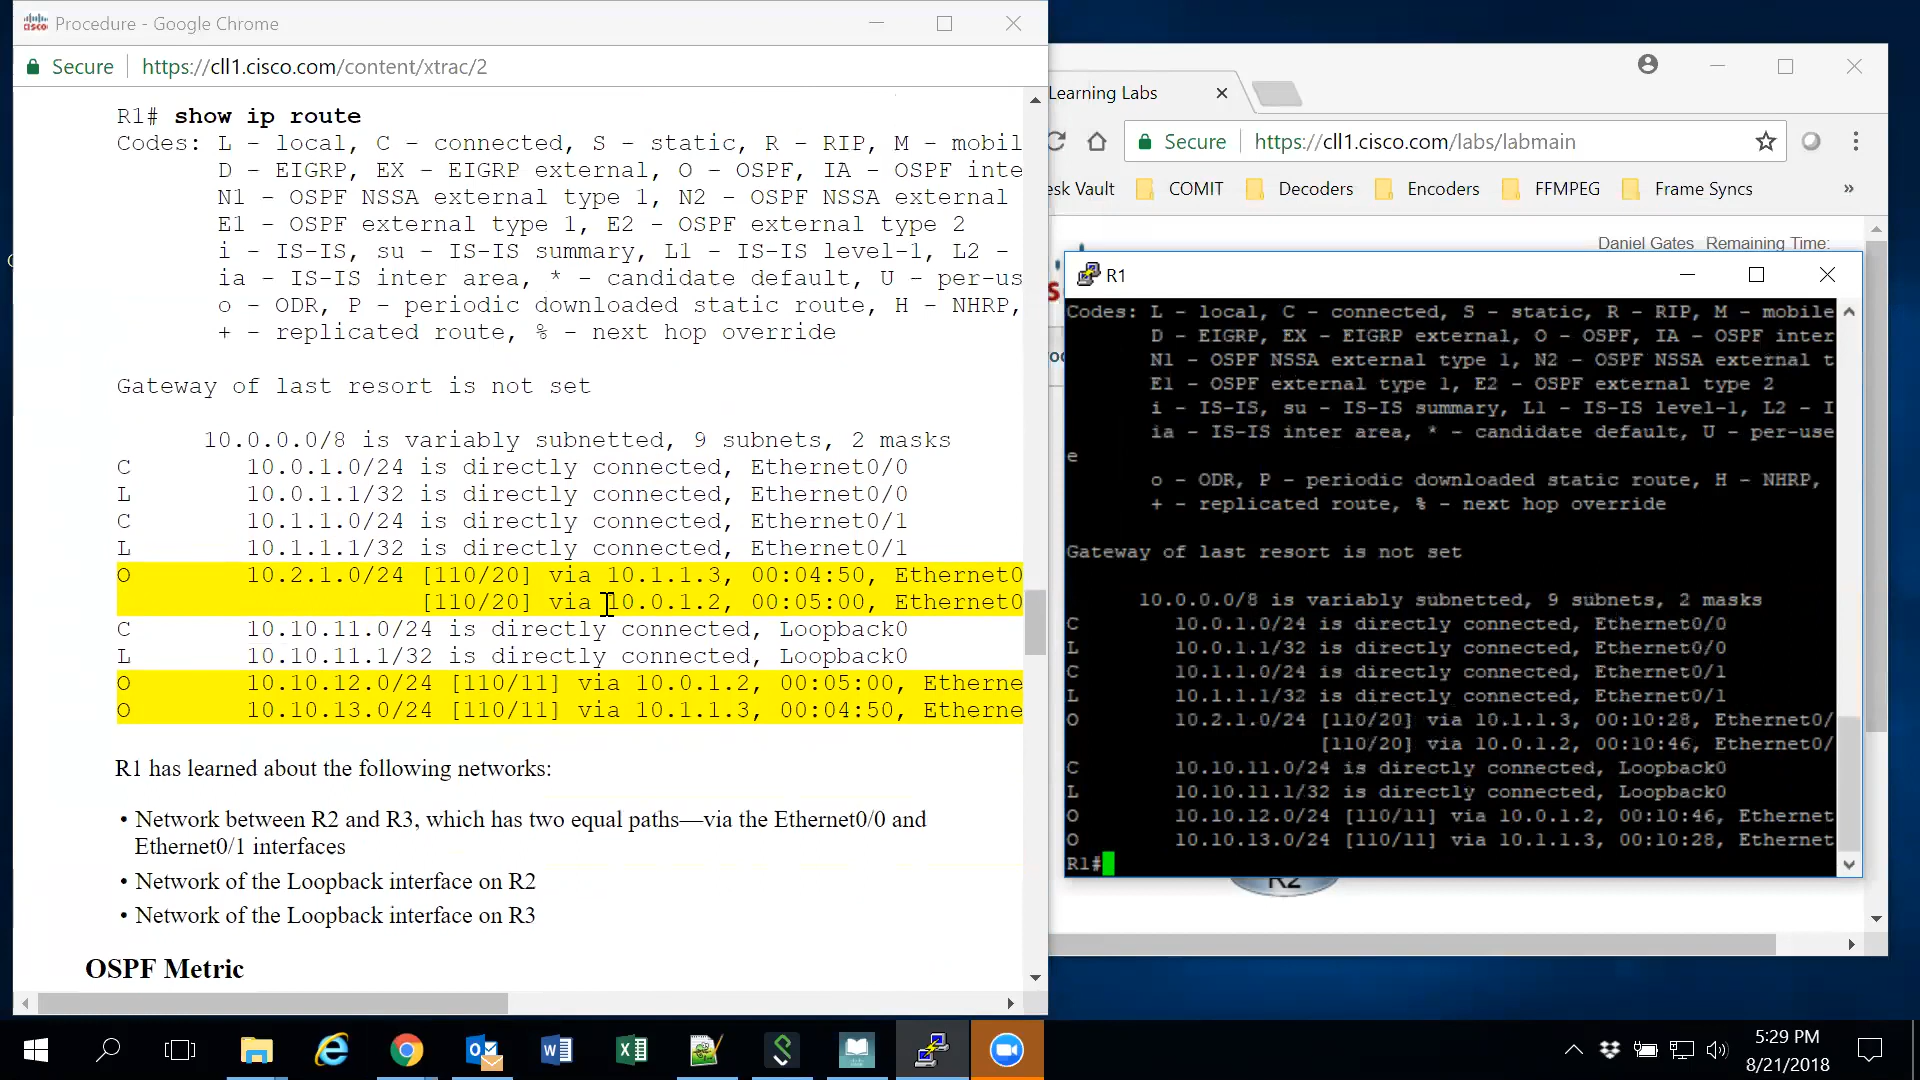 Procedure - Google Chrome
Secure https://cll1.cisco.com/content/xtrac/2
R1# show ip route
Codes: L - local, C - connected, S - static, R - RIP, M - mobil
D - EIGRP, EX - EIGRP external, O - OSPF, IA - OSPF inte
N1 - OSPF NSSA external type 1, N2 - OSPF NSSA external
E1 - OSPF external type 1, E2 - OSPF external type 2
i - IS-IS, su - IS-IS summary, L1 - IS-IS level-1, L2 -
ia - IS-IS inter area, * - candidate default, U - per-us
o - ODR, P - periodic downloaded static route, H - NHRP,
+ - replicated route, % - next hop override
Gateway of last resort is not set
10.0.0.0/8 is variably subnetted, 9 subnets, 2 masks
C 10.0.1.0/24 is directly connected, Ethernet0/0
L 10.0.1.1/32 is directly connected, Ethernet0/0
C 10.1.1.0/24 is directly connected, Ethernet0/1
L 10.1.1.1/32 is directly connected, Ethernet0/1
O 10.2.1.0/24 [110/20] via 10.1.1.3, 00:04:50, Ethernet0
[110/20] via 10.0.1.2, 00:05:00, Ethernet0
C 10.10.11.0/24 is directly connected, Loopback0
L 10.10.11.1/32 is directly connected, Loopback0
O 10.10.12.0/24 [110/11] via 10.0.1.2, 00:05:00, Etherne
O 10.10.13.0/24 [110/11] via 10.1.1.3, 00:04:50, Etherne
R1 has learned about the following networks:
• Network between R2 and R3, which has two equal paths—via the Ethernet0/0 and
Ethernet0/1 interfaces
• Network of the Loopback interface on R2
• Network of the Loopback interface on R3
OSPF Metric
Learning Labs
Secure https://cll1.cisco.com/labs/labmain
esk Vault COMIT Decoders Encoders FFMPEG Frame Syncs »
Daniel Gates Remaining Time:
R1
Codes: L - local, C - connected, S - static, R - RIP, M - mobile
D - EIGRP, EX - EIGRP external, O - OSPF, IA - OSPF inter
N1 - OSPF NSSA external type 1, N2 - OSPF NSSA external t
E1 - OSPF external type 1, E2 - OSPF external type 2
i - IS-IS, su - IS-IS summary, L1 - IS-IS level-1, L2 - I
ia - IS-IS inter area, * - candidate default, U - per-use
e
o - ODR, P - periodic downloaded static route, H - NHRP,
+ - replicated route, % - next hop override
Gateway of last resort is not set
10.0.0.0/8 is variably subnetted, 9 subnets, 2 masks
C 10.0.1.0/24 is directly connected, Ethernet0/0
L 10.0.1.1/32 is directly connected, Ethernet0/0
C 10.1.1.0/24 is directly connected, Ethernet0/1
L 10.1.1.1/32 is directly connected, Ethernet0/1
O 10.2.1.0/24 [110/20] via 10.1.1.3, 00:10:28, Ethernet0/
[110/20] via 10.0.1.2, 00:10:46, Ethernet0/
C 10.10.11.0/24 is directly connected, Loopback0
L 10.10.11.1/32 is directly connected, Loopback0
O 10.10.12.0/24 [110/11] via 10.0.1.2, 00:10:46, Ethernet
O 10.10.13.0/24 [110/11] via 10.1.1.3, 00:10:28, Ethernet
R1#
R2
5:29 PM
8/21/2018